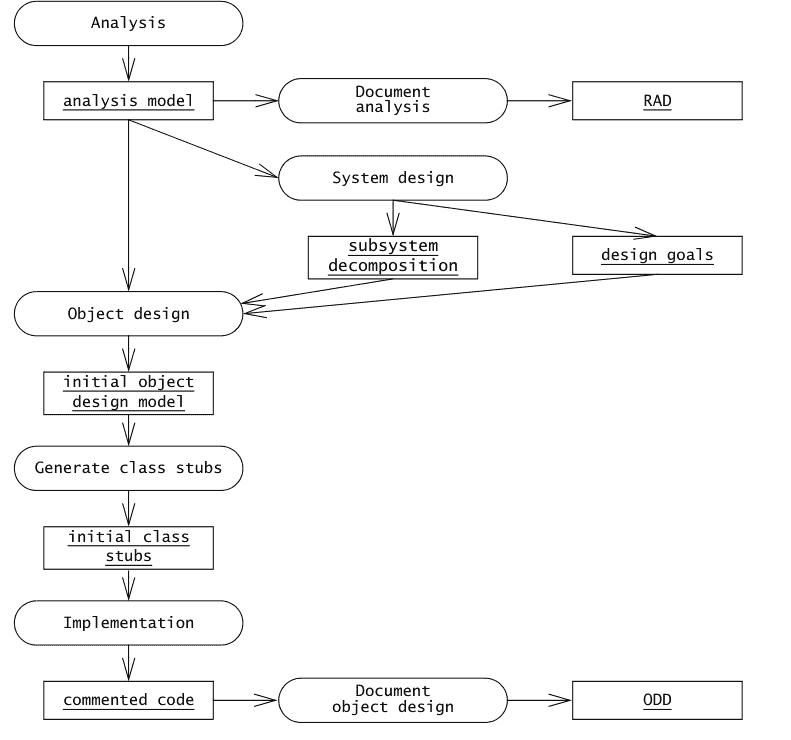 Analysis
analysis model
Document
analysis
RAD
System design
subsystem
decomposition
design goals
Object design
initial object
design model
Generate class stubs
initial class
stubs
Implementation
commented code
Document
object design
ODD